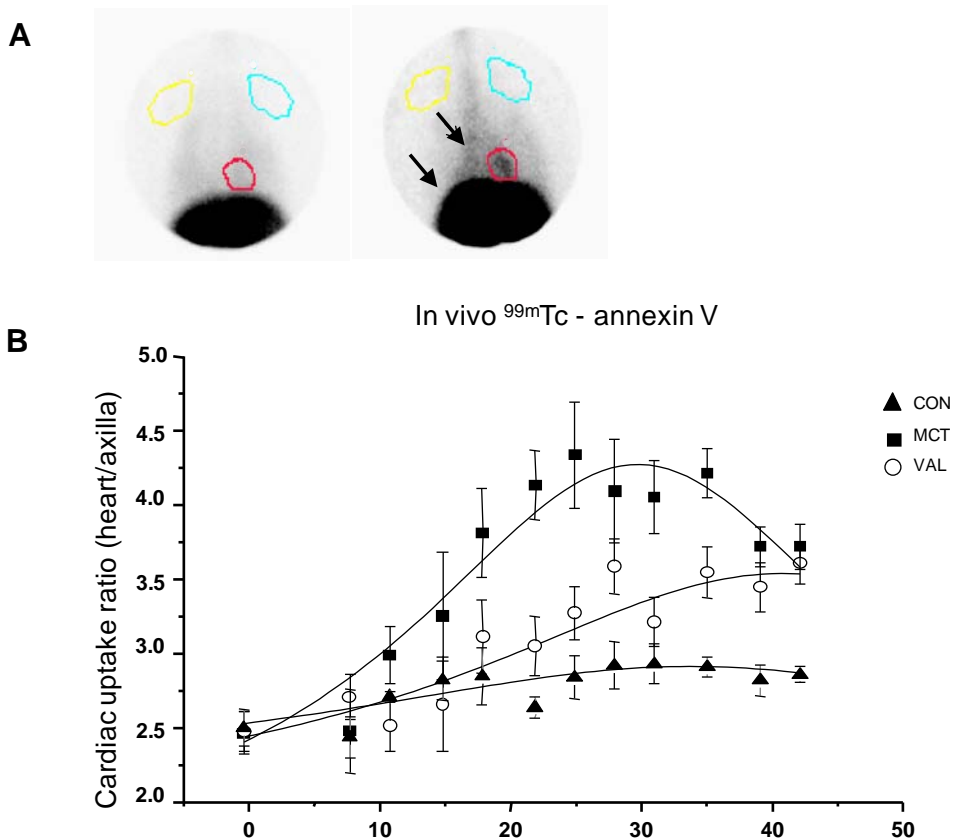 A
In vivo ⁹⁹ᵐTc - annexin V
B
Cardiac uptake ratio (heart/axilla)
5.0
4.5
4.0
3.5
3.0
2.5
2.0
CON
MCT
VAL
0 10 20 30 40 50